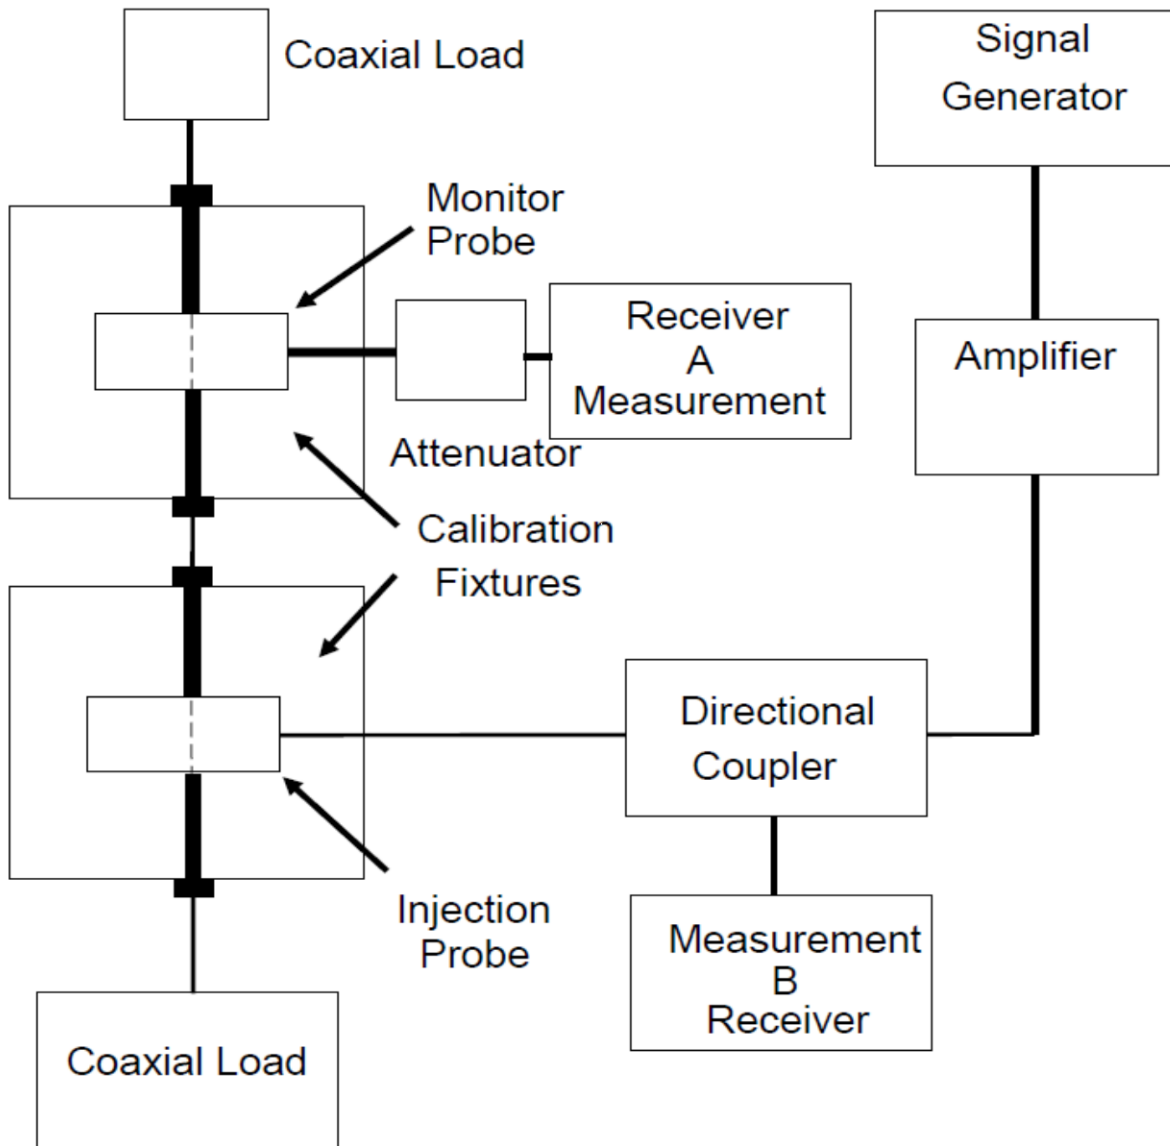 Coaxial Load
Signal
Generator
Monitor
Probe
Receiver
A
Measurement
Amplifier
Attenuator
Calibration
Fixtures
Directional
Coupler
Injection
Probe
Measurement
B
Receiver
Coaxial Load